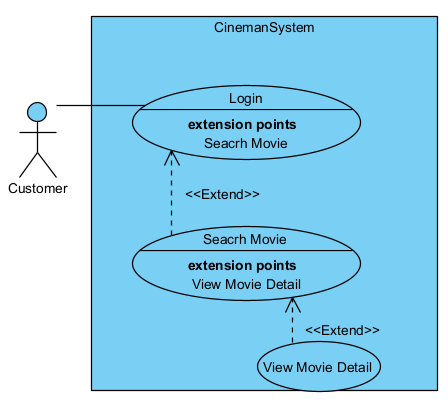 CinemanSystem
Login
extension points
Seacrh Movie
Customer
<<Extend>>
Seacrh Movie
extension points
View Movie Detail
<<Extend>>
View Movie Detail